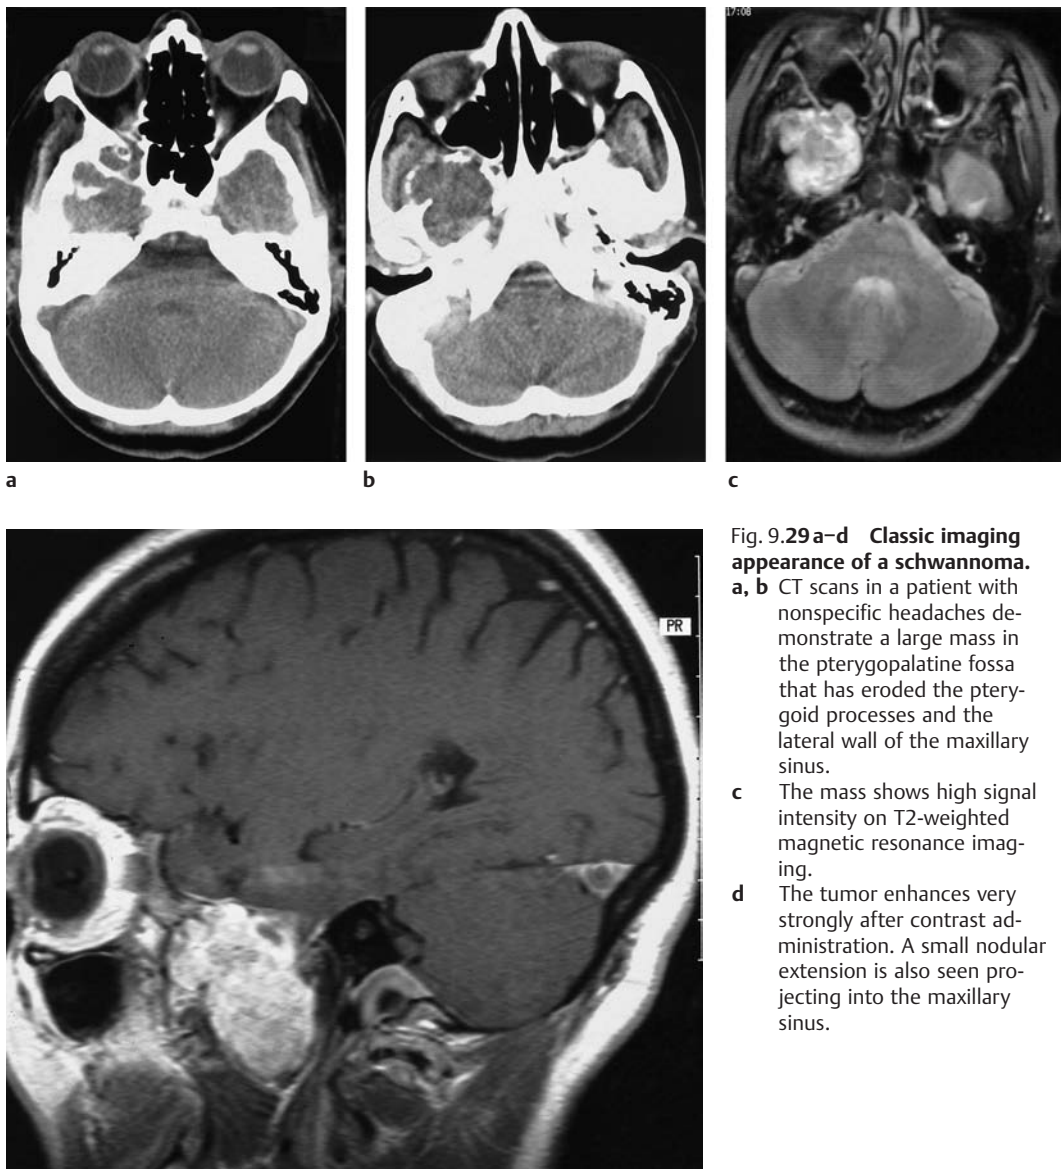 17:08
a
b
c
PR
Fig. 9.29 a–d Classic imaging
appearance of a schwannoma.
a, b CT scans in a patient with
nonspecific headaches de-
monstrate a large mass in
the pterygopalatine fossa
that has eroded the ptery-
goid processes and the
lateral wall of the maxillary
sinus.
c The mass shows high signal
intensity on T2-weighted
magnetic resonance imag-
ing.
d The tumor enhances very
strongly after contrast ad-
ministration. A small nodular
extension is also seen pro-
jecting into the maxillary
sinus.